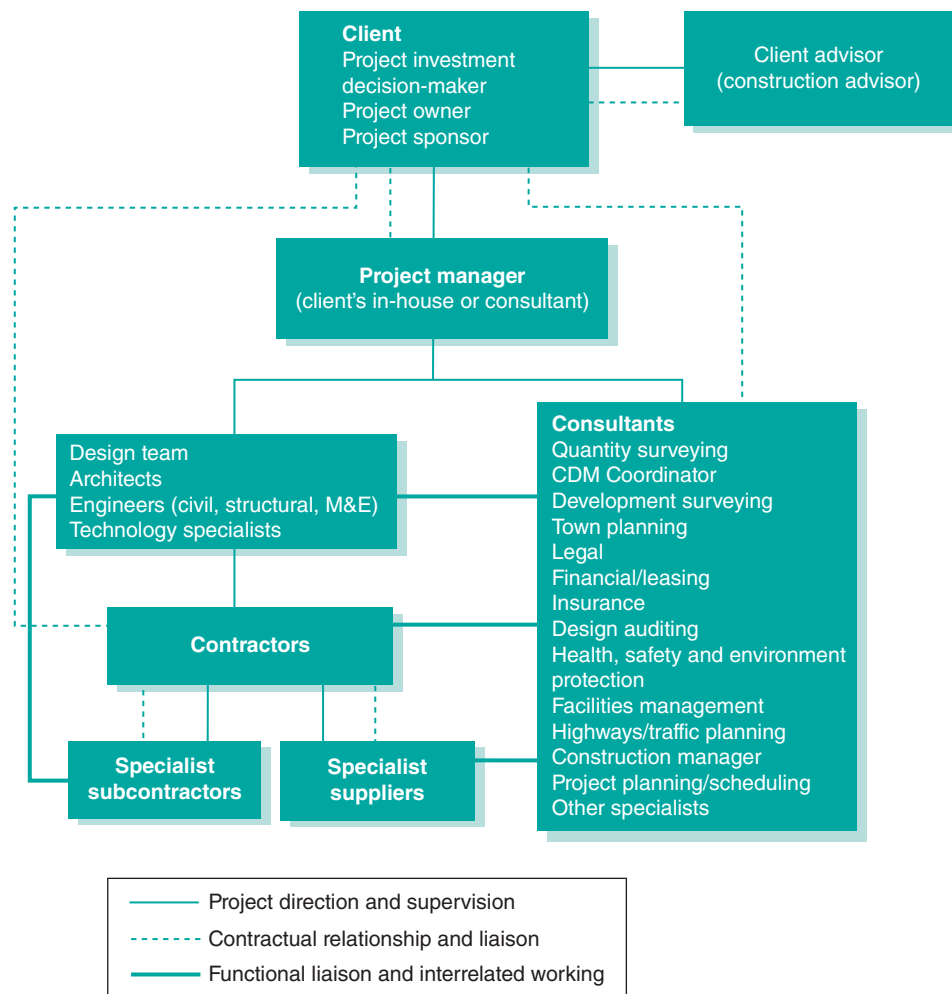 Client
Project investment
decision-maker
Project owner
Project sponsor
Client advisor
(construction advisor)
Project manager
(client’s in-house or consultant)
Design team
Architects
Engineers (civil, structural, M&E)
Technology specialists
Consultants
Quantity surveying
CDM Coordinator
Development surveying
Town planning
Legal
Financial/leasing
Insurance
Design auditing
Health, safety and environment
protection
Facilities management
Highways/traffic planning
Construction manager
Project planning/scheduling
Other specialists
Contractors
Specialist
subcontractors
Specialist
suppliers
Project direction and supervision
Contractual relationship and liaison
Functional liaison and interrelated working